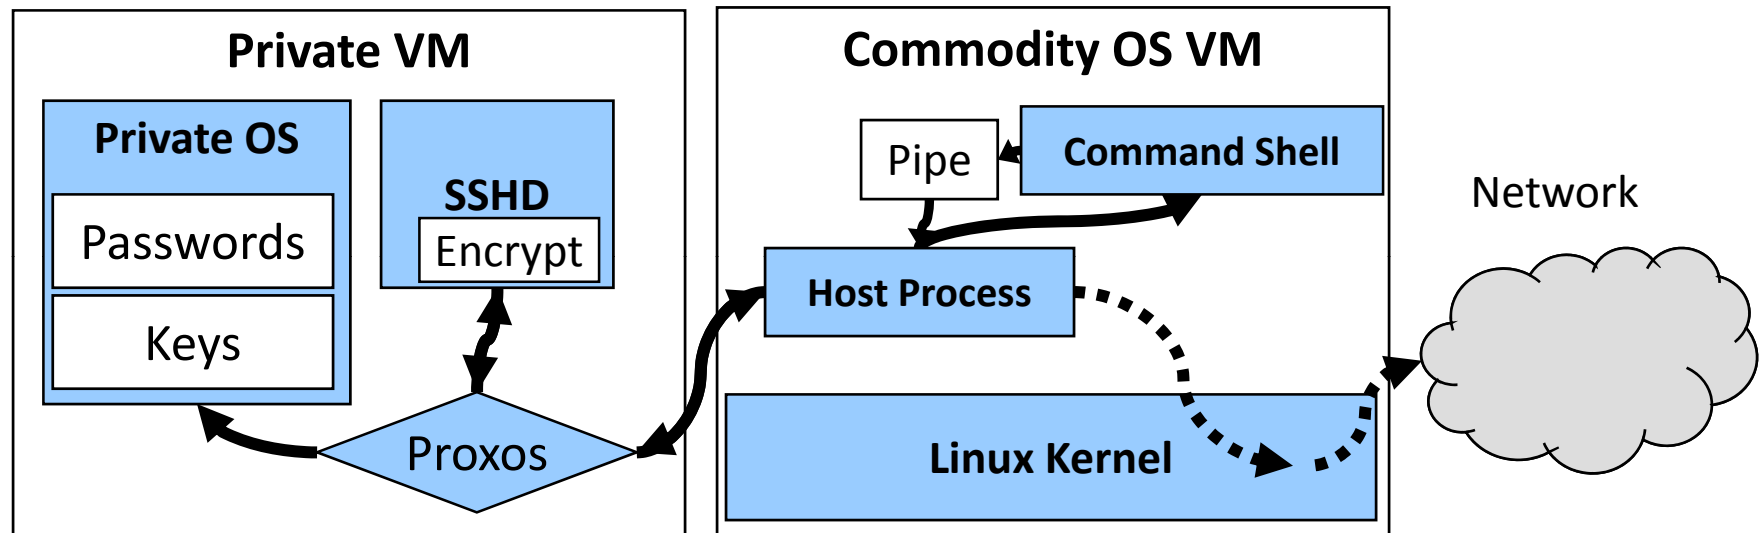 Private VM
Private OS
Passwords
Keys
SSHD
Encrypt
Proxos
Commodity OS VM
Pipe
Command Shell
Host Process
Linux Kernel
Network